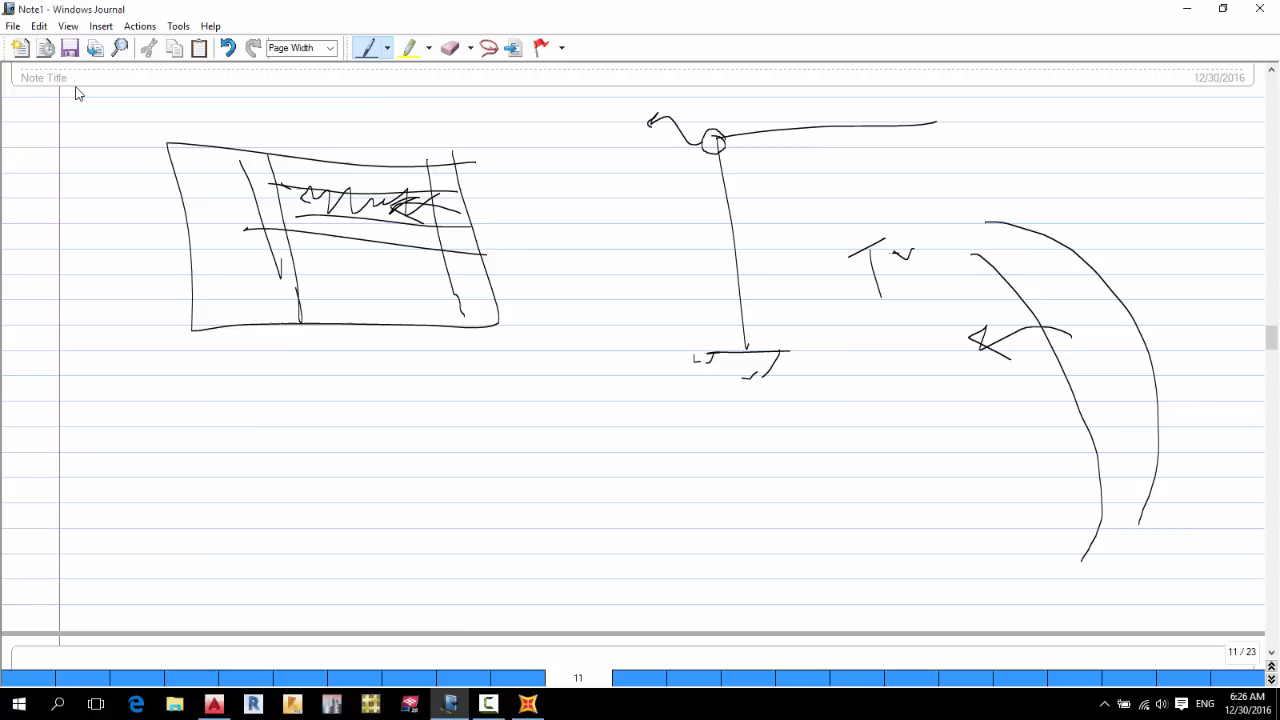 Note1 - Windows Journal
File Edit View Insert Actions Tools Help
Page Width
Note Title
12/30/2016
11 / 23
11
6:26 AM
ENG
12/30/2016